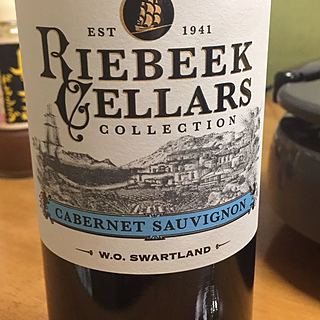 EST 1941
RIEBEEK
CELLARS
COLLECTION
CABERNET SAUVIGNON
W.O. SWARTLAND